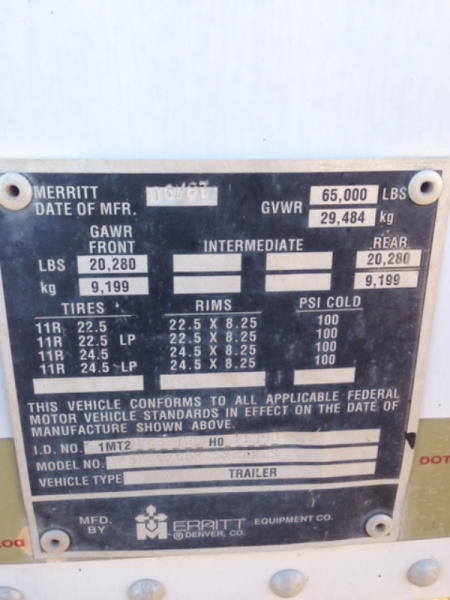 MERRITT
DATE OF MFR.
GVWR 65,000 LBS
29,484 kg
GAWR
FRONT INTERMEDIATE REAR
LBS 20,280 20,280
kg 9,199 9,199
TIRES RIMS PSI COLD
11R 22.5 22.5 X 8.25 100
11R 22.5 LP 22.5 X 8.25 100
11R 24.5 24.5 X 8.25 100
11R 24.5 LP 24.5 X 8.25 100
THIS VEHICLE CONFORMS TO ALL APPLICABLE FEDERAL
MOTOR VEHICLE STANDARDS IN EFFECT ON THE DATE OF
MANUFACTURE SHOWN ABOVE.
I.D. NO. 1MT2 H0
MODEL NO.
VEHICLE TYPE TRAILER
MFD.
BY
MERRITT EQUIPMENT CO.
® DENVER, CO.
DOT
DOT